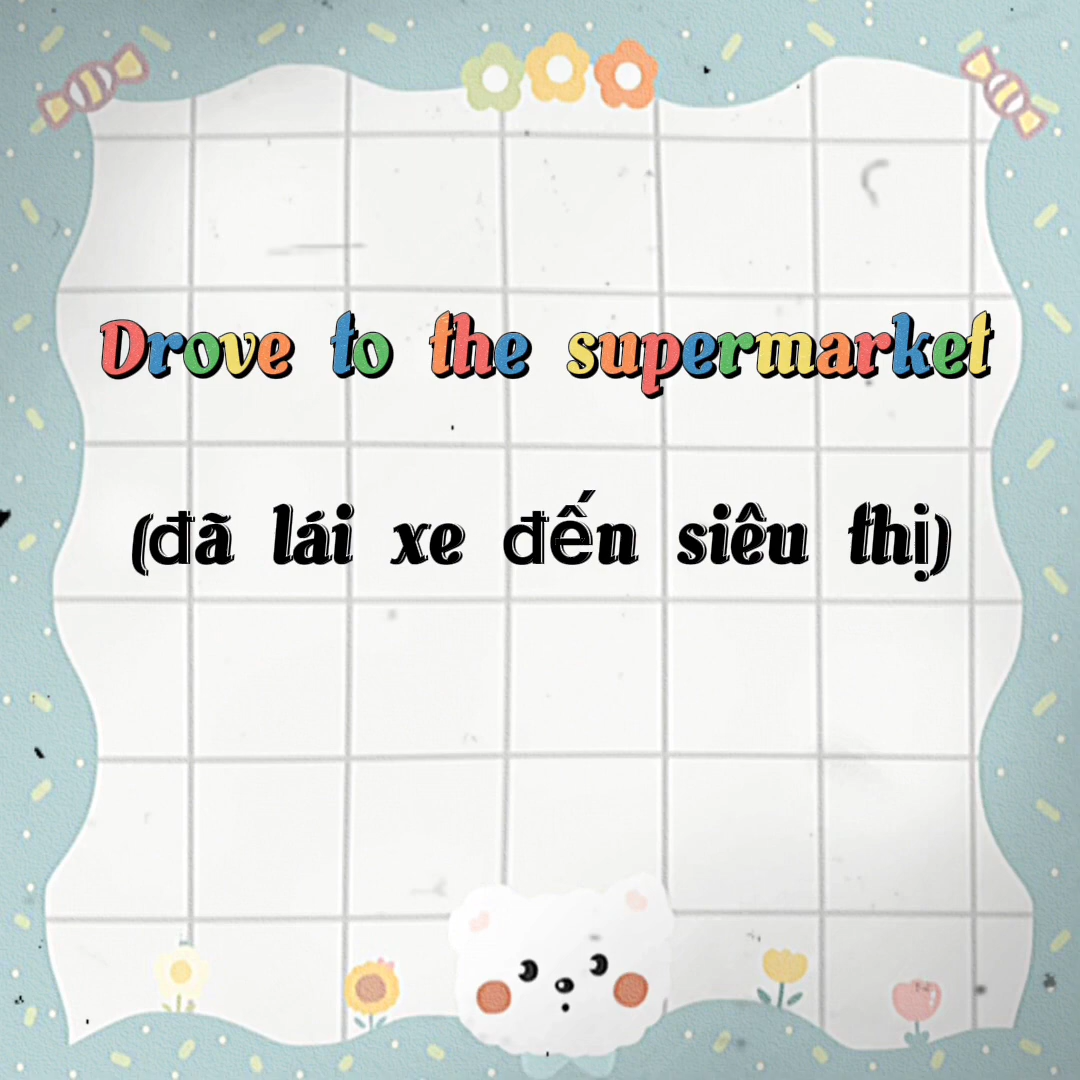 Drove to the supermarket
(đã lái xe đến siêu thị)